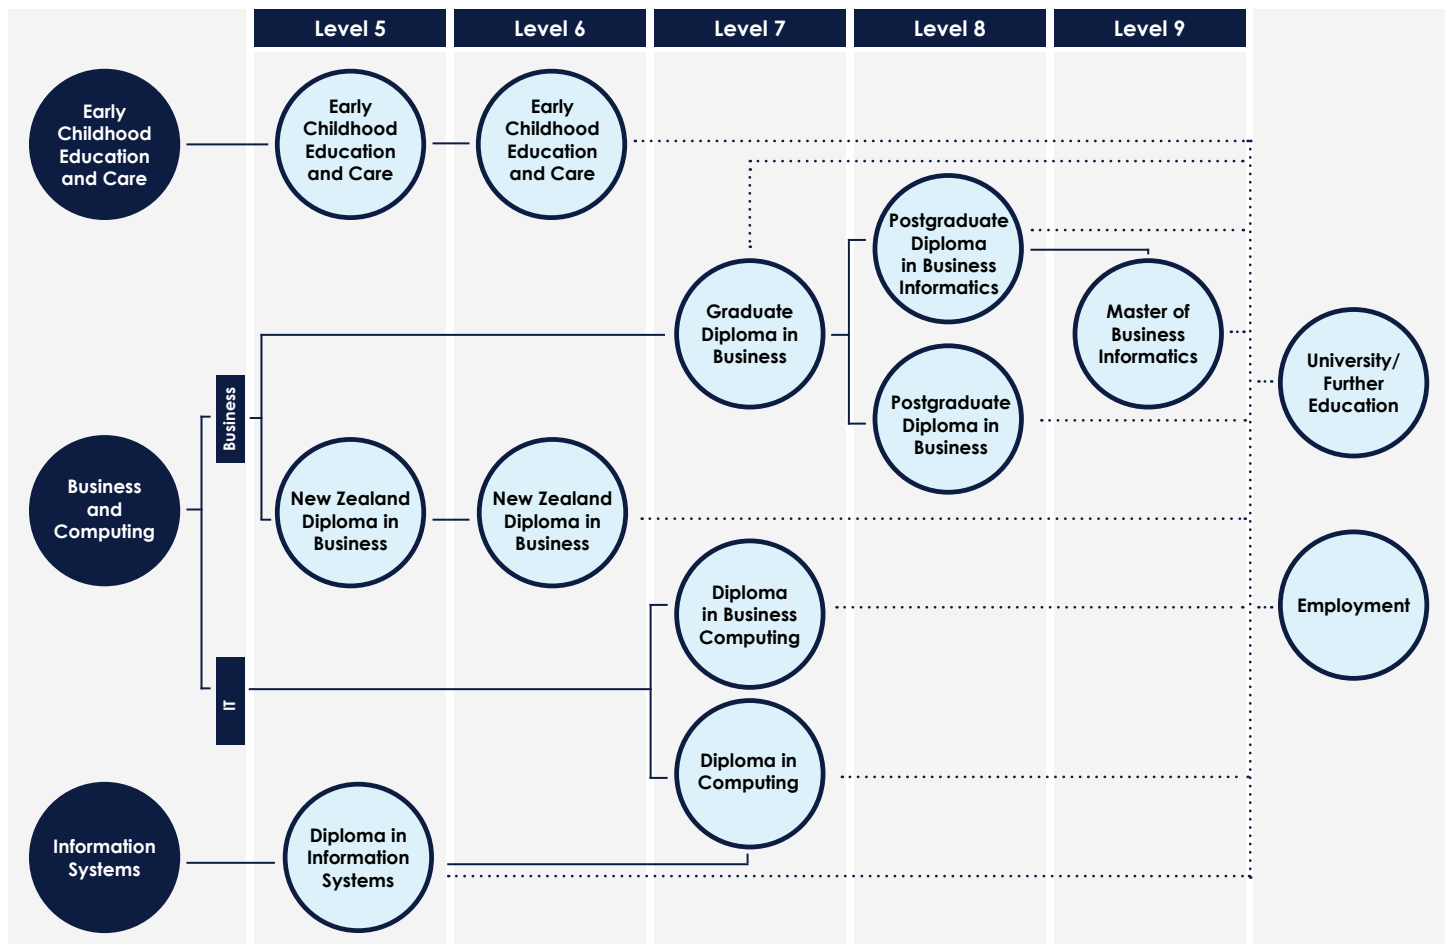 Level 5
Level 6
Level 7
Level 8
Level 9
Early
Childhood
Education
and Care
Early
Childhood
Education
and Care
Early
Childhood
Education
and Care
Postgraduate
Diploma
in Business
Informatics
Graduate
Diploma in
Business
Master of
Business
Informatics
University/
Further
Education
Postgraduate
Diploma in
Business
Business
Business
and
Computing
New Zealand
Diploma in
Business
New Zealand
Diploma in
Business
Diploma
in Business
Computing
Employment
IT
Diploma in
Computing
Information
Systems
Diploma in
Information
Systems